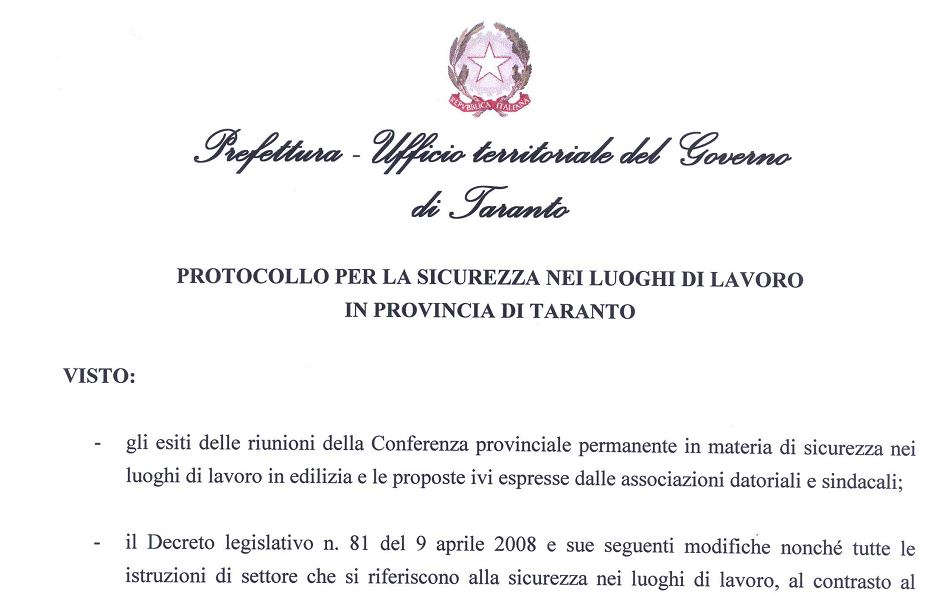 REPVBBLICA ITALIANA
Prefettura - Ufficio territoriale del Governo
di Taranto
PROTOCOLLO PER LA SICUREZZA NEI LUOGHI DI LAVORO
IN PROVINCIA DI TARANTO
VISTO:
- gli esiti delle riunioni della Conferenza provinciale permanente in materia di sicurezza nei
luoghi di lavoro in edilizia e le proposte ivi espresse dalle associazioni datoriali e sindacali;
- il Decreto legislativo n. 81 del 9 aprile 2008 e sue seguenti modifiche nonché tutte le
istruzioni di settore che si riferiscono alla sicurezza nei luoghi di lavoro, al contrasto al